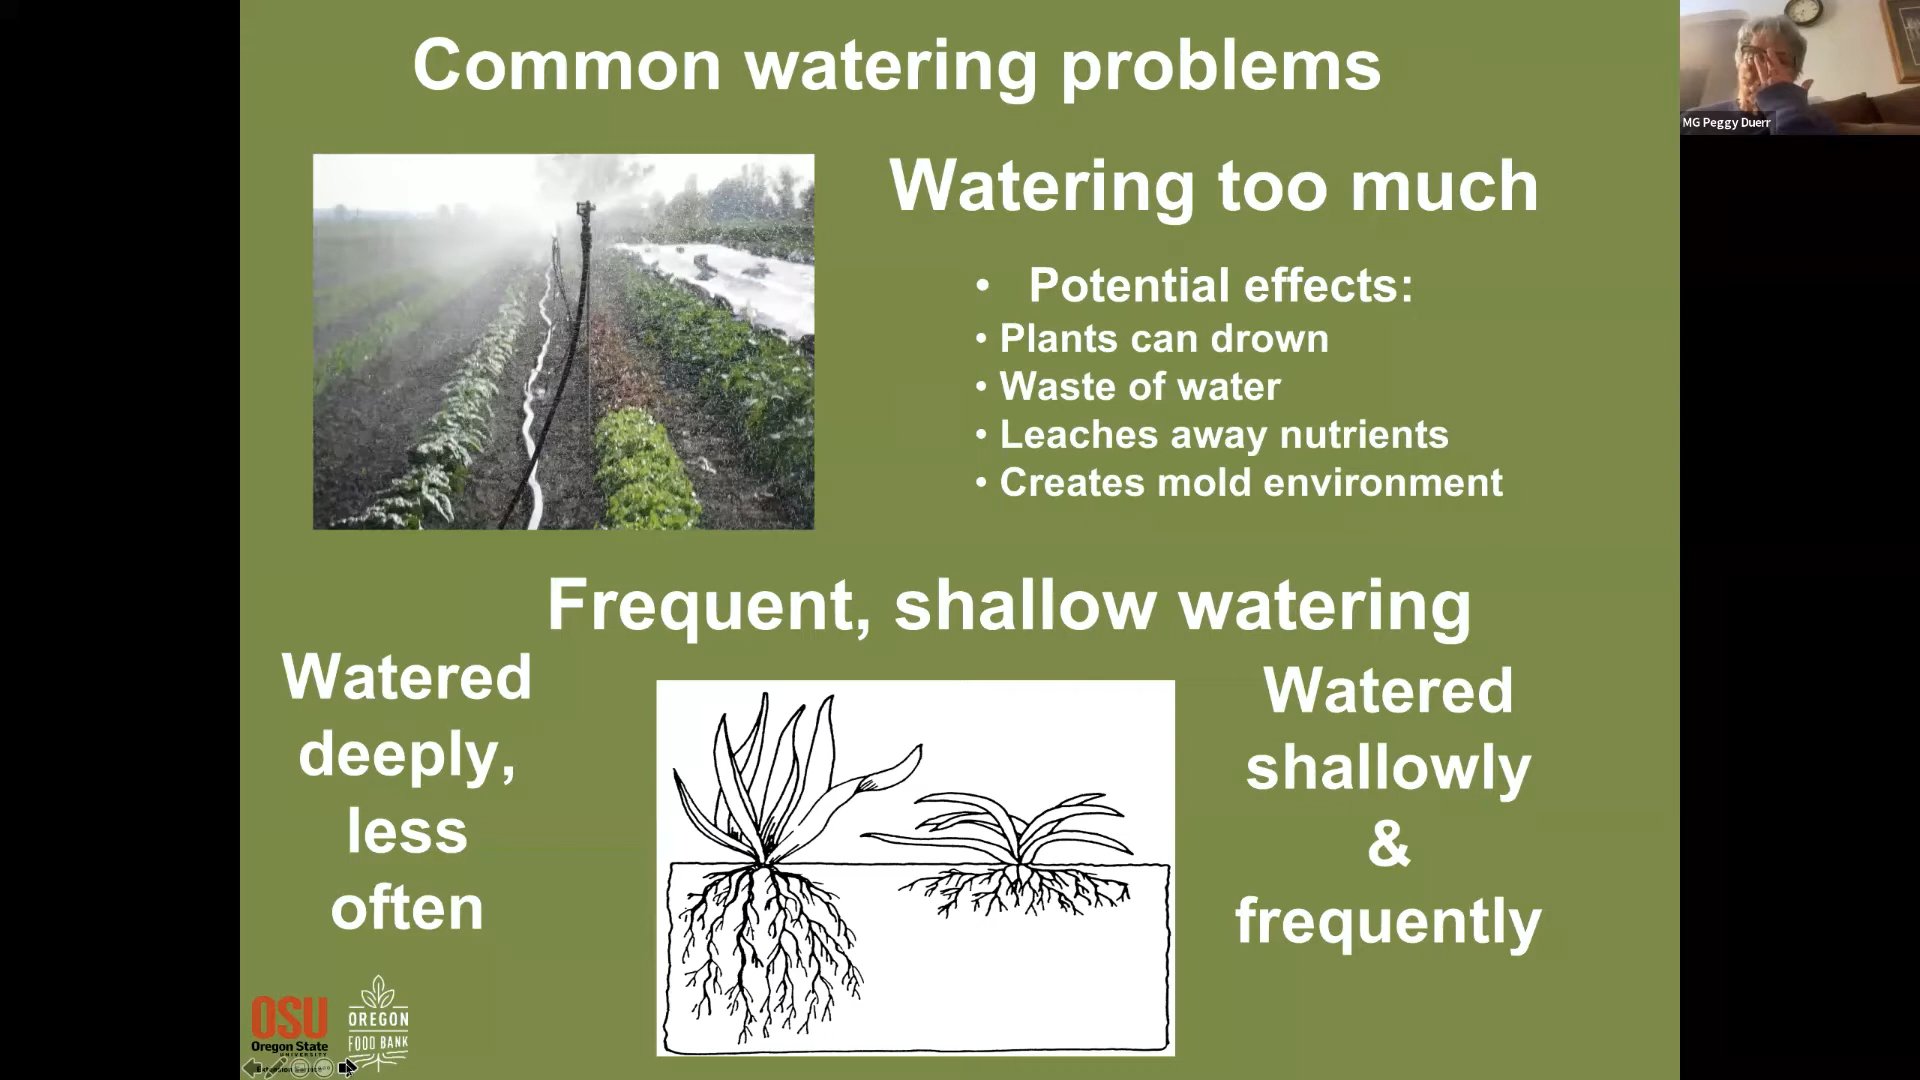 Common watering problems
MG Peggy Duerr
Watering too much
• Potential effects:
• Plants can drown
• Waste of water
• Leaches away nutrients
• Creates mold environment
Frequent, shallow watering
Watered
deeply,
less
often
Watered
shallowly
&
frequently
OSU
Oregon State
UNIVERSITY
OREGON
FOOD BANK